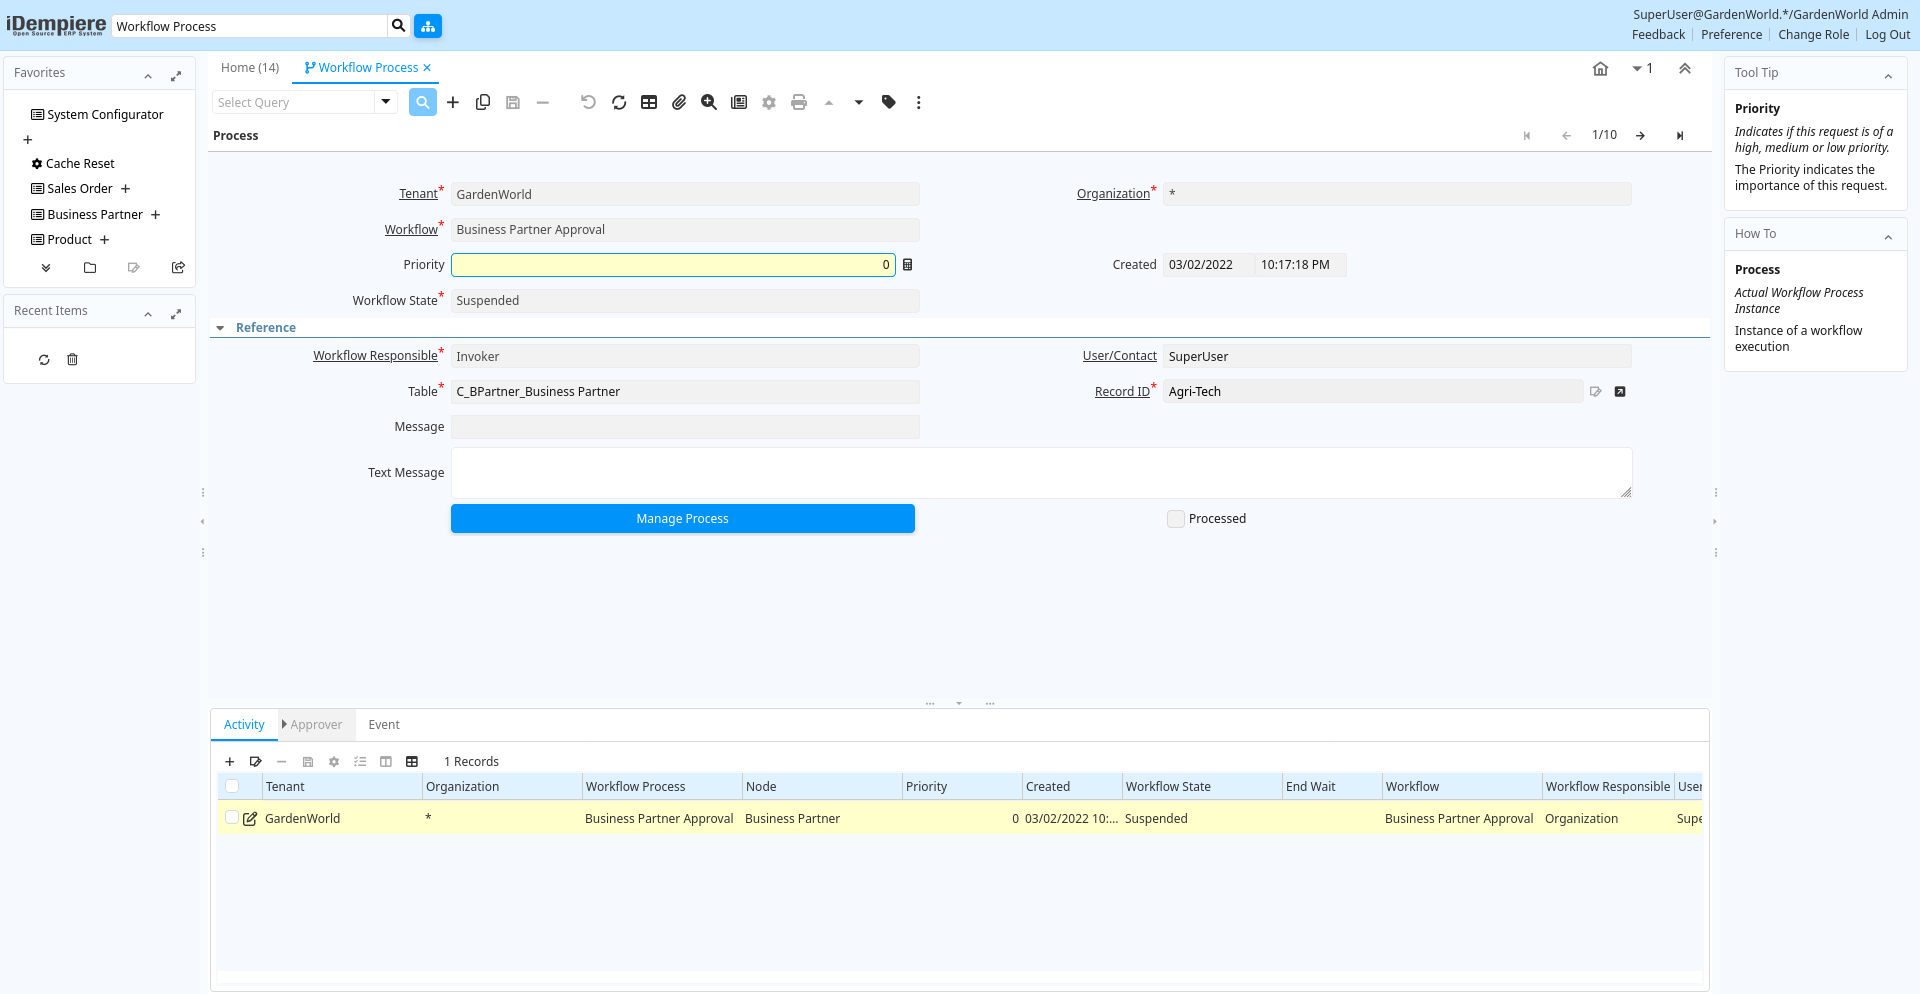 iDempiere
Open Source ERP System
Workflow Process
SuperUser@GardenWorld.*/GardenWorld Admin
Feedback
Preference
Change Role
Log Out
Favorites
System Configurator
Cache Reset
Sales Order
Business Partner
Product
Recent Items
Home (14)
Workflow Process
1
Select Query
Process
1/10
Tenant*
GardenWorld
Organization*
*
Workflow*
Business Partner Approval
Priority
0
Created
03/02/2022
10:17:18 PM
Workflow State*
Suspended
Reference
Workflow Responsible*
Invoker
User/Contact
SuperUser
Table*
C_BPartner_Business Partner
Record ID*
Agri-Tech
Message
Text Message
Manage Process
Processed
Activity
Approver
Event
1 Records
Tenant Organization Workflow Process Node Priority Created Workflow State End Wait Workflow Workflow Responsible User
GardenWorld * Business Partner Approval Business Partner 0 03/02/2022 10:... Suspended Business Partner Approval Organization Supe
Tool Tip
Priority
Indicates if this request is of a
high, medium or low priority.
The Priority indicates the
importance of this request.
How To
Process
Actual Workflow Process
Instance
Instance of a workflow
execution